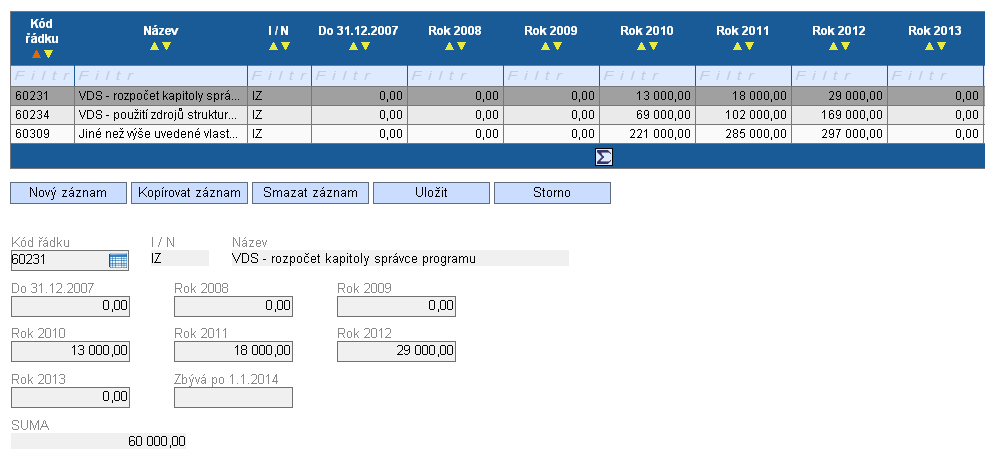 Kód řádku Název I / N Do 31.12.2007 Rok 2008 Rok 2009 Rok 2010 Rok 2011 Rok 2012 Rok 2013
Filtr Filtr Filtr Filtr Filtr Filtr Filtr Filtr Filtr Filtr
60231 VDS - rozpočet kapitoly sprá... IZ 0,00 0,00 0,00 13 000,00 18 000,00 29 000,00 0,00
60234 VDS - použití zdrojů struktur... IZ 0,00 0,00 0,00 69 000,00 102 000,00 169 000,00 0,00
60309 Jiné než výše uvedené vlast... IZ 0,00 0,00 0,00 221 000,00 285 000,00 297 000,00 0,00
Σ
Nový záznam Kopírovat záznam Smazat záznam Uložit Storno
Kód řádku I / N Název
60231 IZ VDS - rozpočet kapitoly správce programu
Do 31.12.2007 Rok 2008 Rok 2009
0,00 0,00 0,00
Rok 2010 Rok 2011 Rok 2012
13 000,00 18 000,00 29 000,00
Rok 2013 Zbývá po 1.1.2014
0,00
SUMA
60 000,00